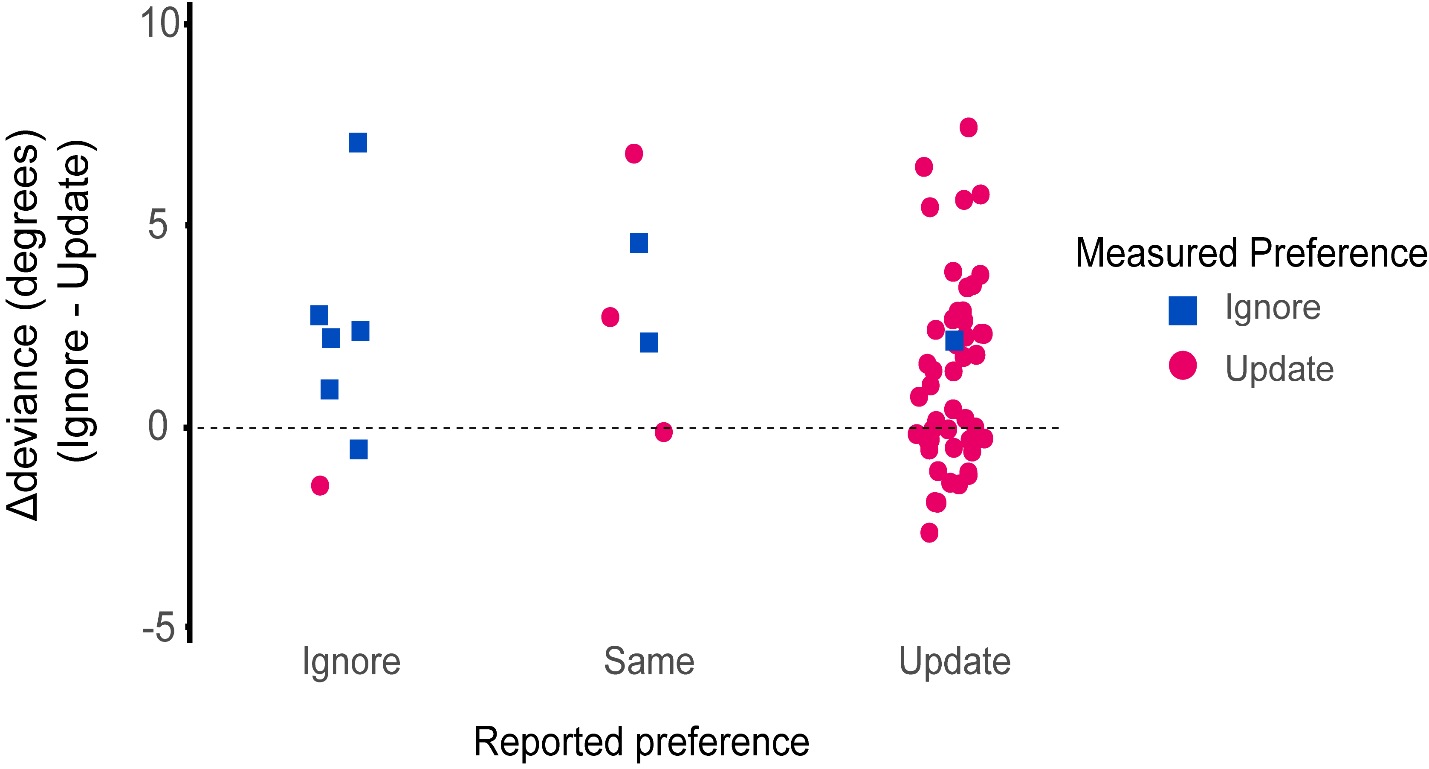 10
5
0
-5
Δdeviance (degrees)
(Ignore - Update)
Ignore
Same
Update
Reported preference
Measured Preference
Ignore
Update